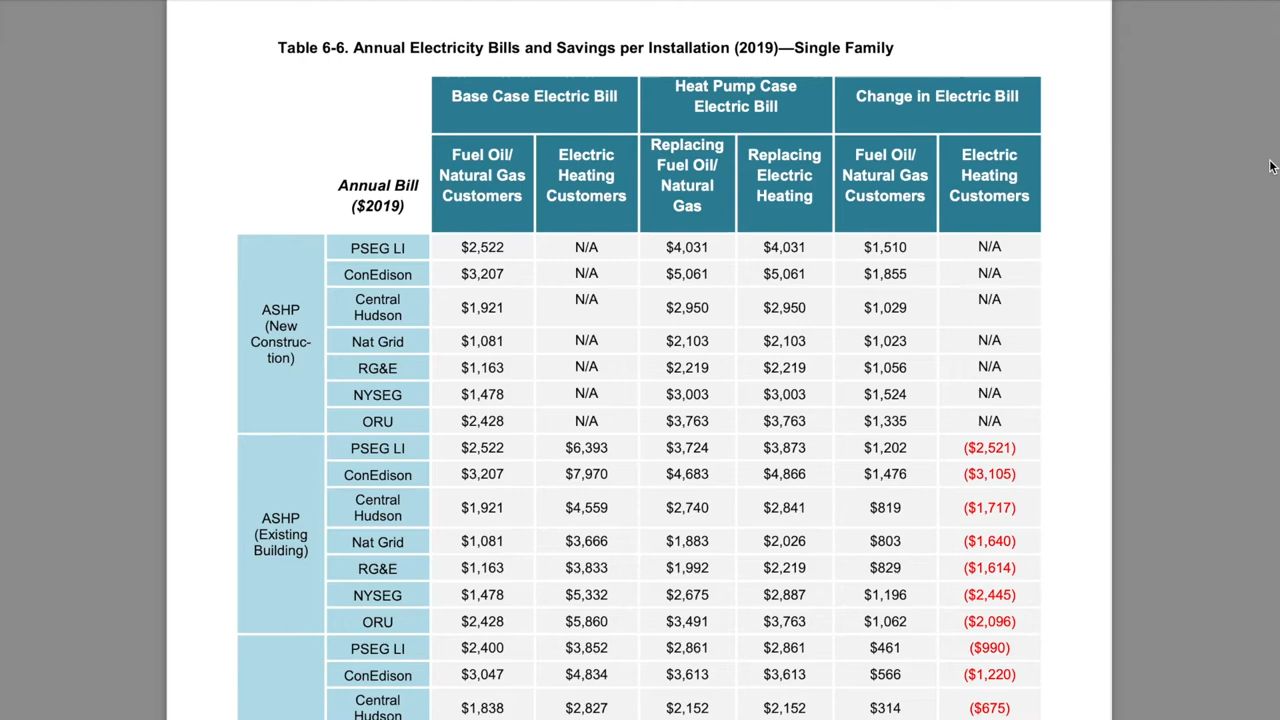 Table 6-6. Annual Electricity Bills and Savings per Installation (2019)—Single Family
Base Case Electric Bill
Heat Pump Case
Electric Bill
Change in Electric Bill
Annual Bill
($2019)
Fuel Oil/
Natural Gas
Customers
Electric
Heating
Customers
Replacing
Fuel Oil/
Natural
Gas
Replacing
Electric
Heating
Fuel Oil/
Natural Gas
Customers
Electric
Heating
Customers
ASHP
(New
Construc-
tion)
PSEG LI $2,522 N/A $4,031 $4,031 $1,510 N/A
ConEdison $3,207 N/A $5,061 $5,061 $1,855 N/A
Central
Hudson $1,921 N/A $2,950 $2,950 $1,029 N/A
Nat Grid $1,081 N/A $2,103 $2,103 $1,023 N/A
RG&E $1,163 N/A $2,219 $2,219 $1,056 N/A
NYSEG $1,478 N/A $3,003 $3,003 $1,524 N/A
ORU $2,428 N/A $3,763 $3,763 $1,335 N/A
ASHP
(Existing
Building)
PSEG LI $2,522 $6,393 $3,724 $3,873 $1,202 ($2,521)
ConEdison $3,207 $7,970 $4,683 $4,866 $1,476 ($3,105)
Central
Hudson $1,921 $4,559 $2,740 $2,841 $819 ($1,717)
Nat Grid $1,081 $3,666 $1,883 $2,026 $803 ($1,640)
RG&E $1,163 $3,833 $1,992 $2,219 $829 ($1,614)
NYSEG $1,478 $5,332 $2,675 $2,887 $1,196 ($2,445)
ORU $2,428 $5,860 $3,491 $3,763 $1,062 ($2,096)
PSEG LI $2,400 $3,852 $2,861 $2,861 $461 ($990)
ConEdison $3,047 $4,834 $3,613 $3,613 $566 ($1,220)
Central
Hudson $1,838 $2,827 $2,152 $2,152 $314 ($675)